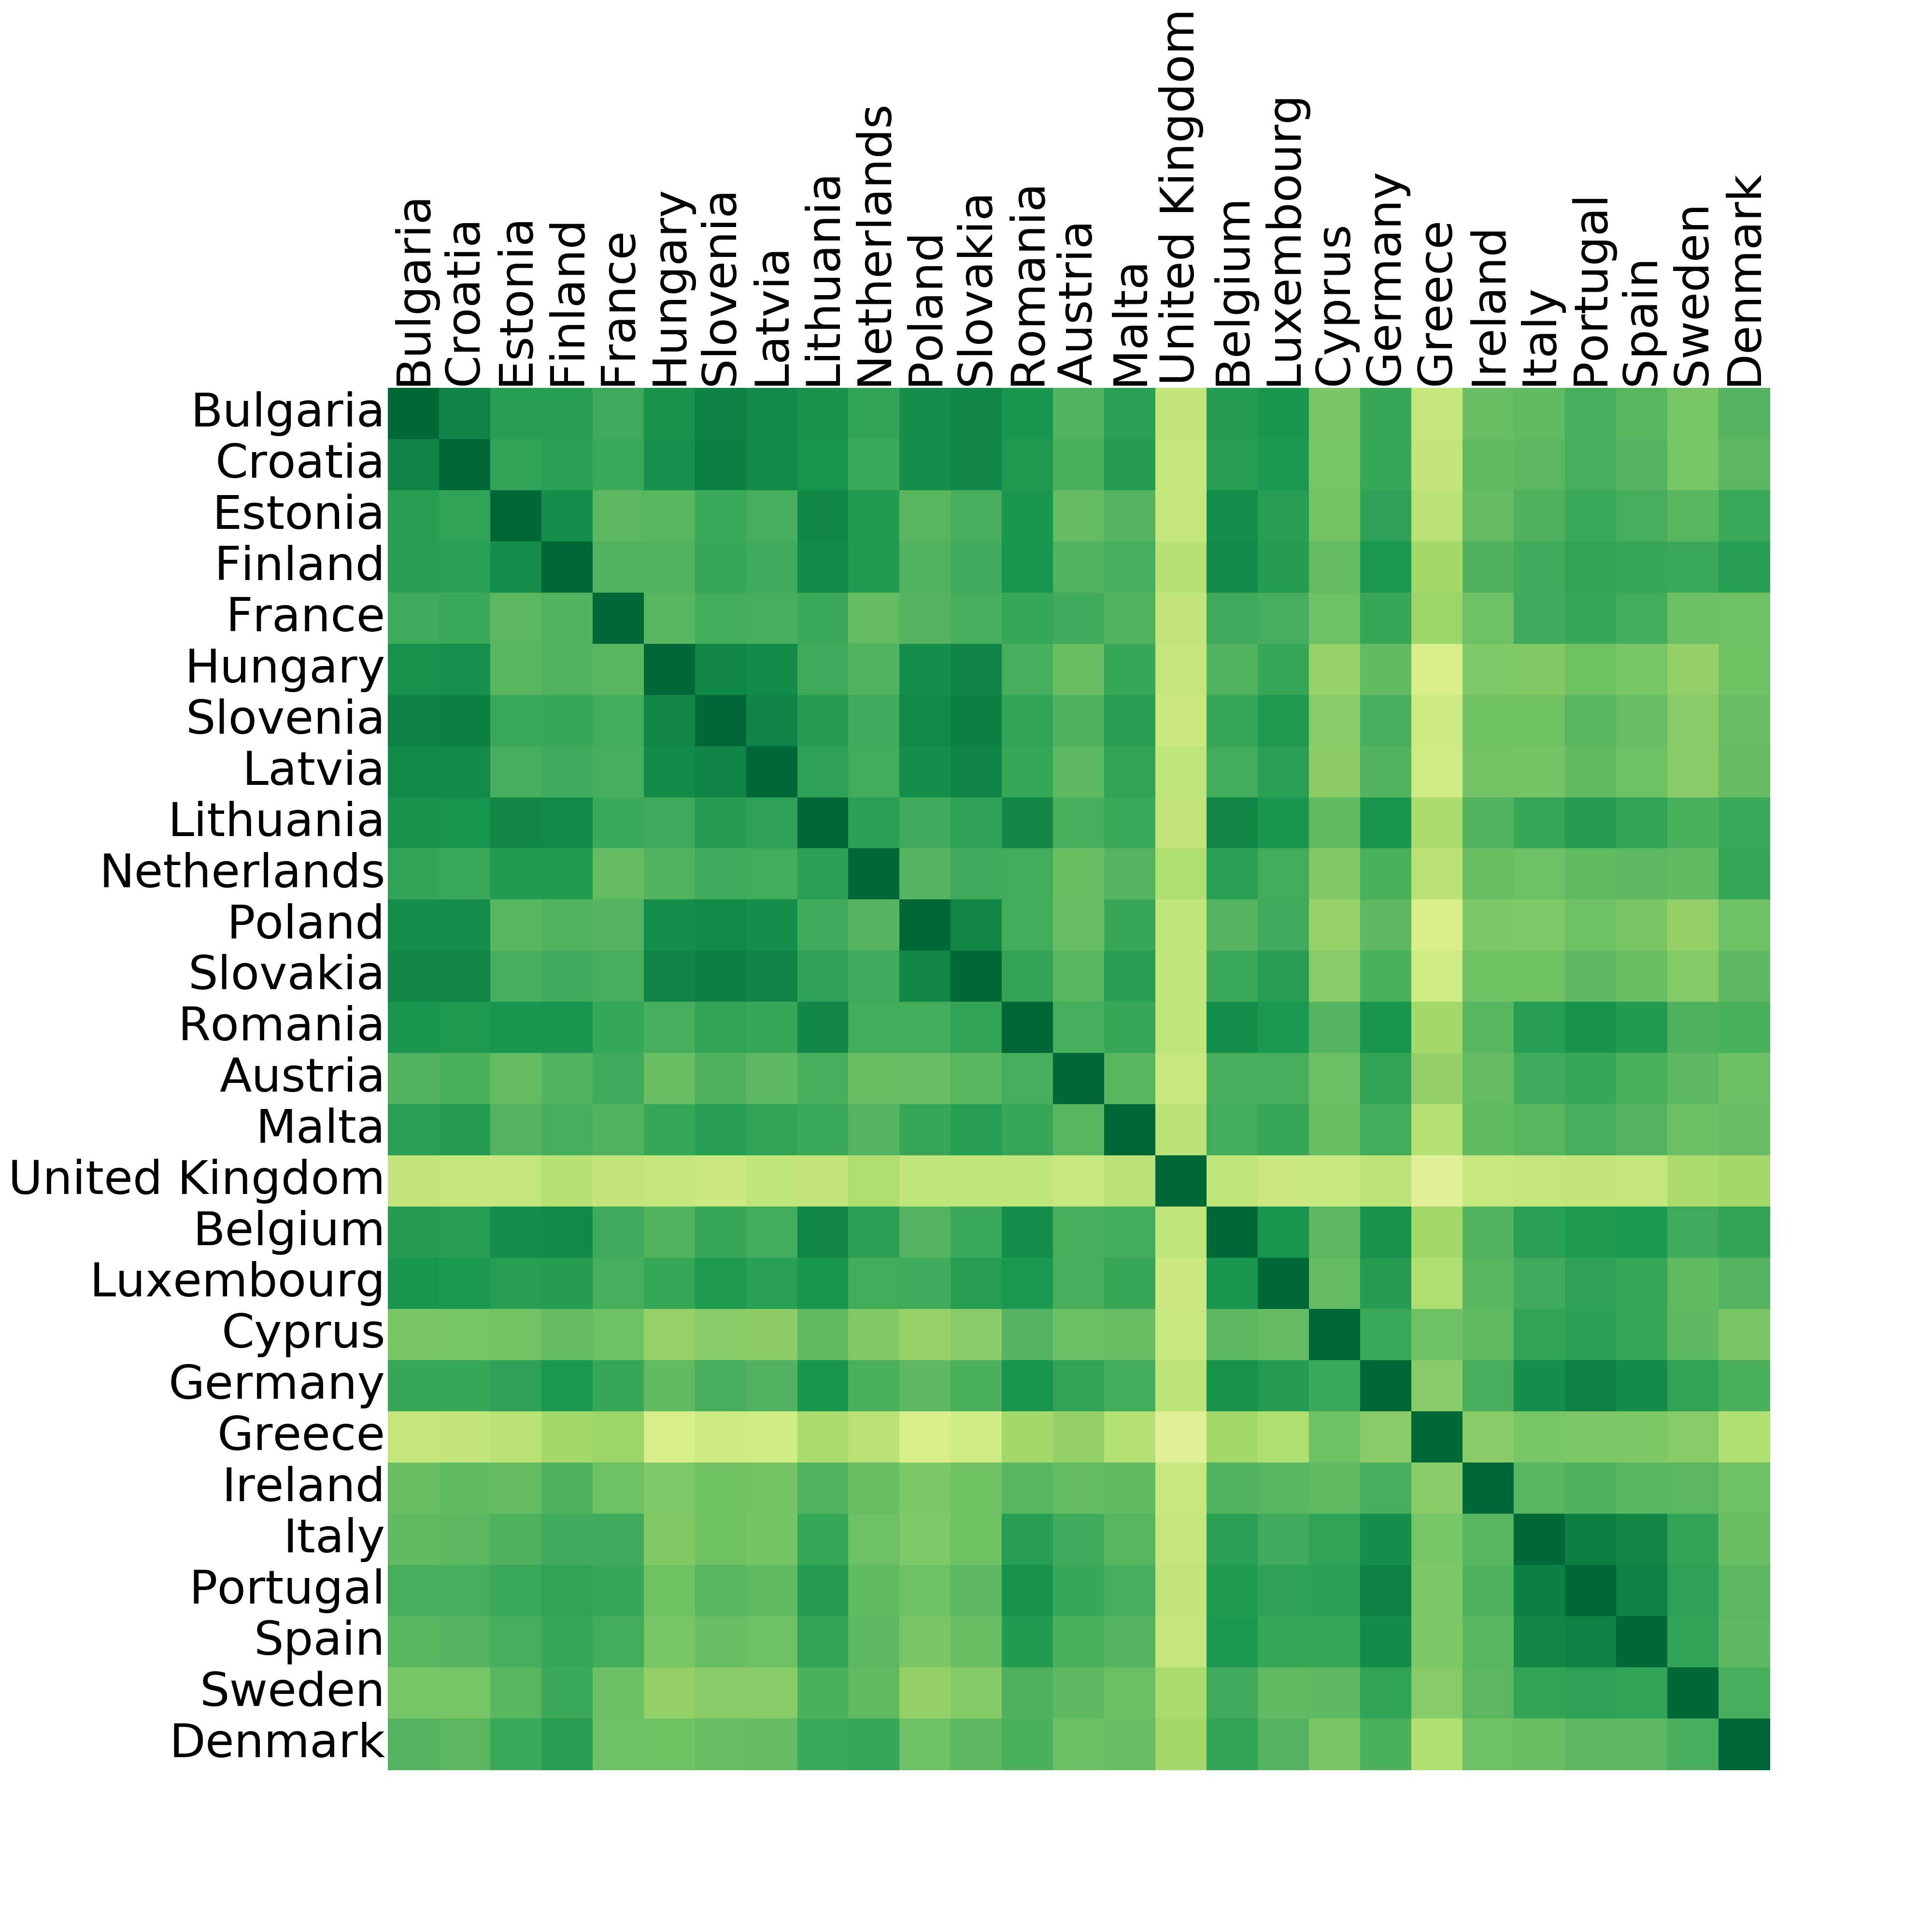 Bulgaria
Croatia
Estonia
Finland
France
Hungary
Slovenia
Latvia
Lithuania
Netherlands
Poland
Slovakia
Romania
Austria
Malta
United Kingdom
Belgium
Luxembourg
Cyprus
Germany
Greece
Ireland
Italy
Portugal
Spain
Sweden
Denmark
Bulgaria
Croatia
Estonia
Finland
France
Hungary
Slovenia
Latvia
Lithuania
Netherlands
Poland
Slovakia
Romania
Austria
Malta
United Kingdom
Belgium
Luxembourg
Cyprus
Germany
Greece
Ireland
Italy
Portugal
Spain
Sweden
Denmark